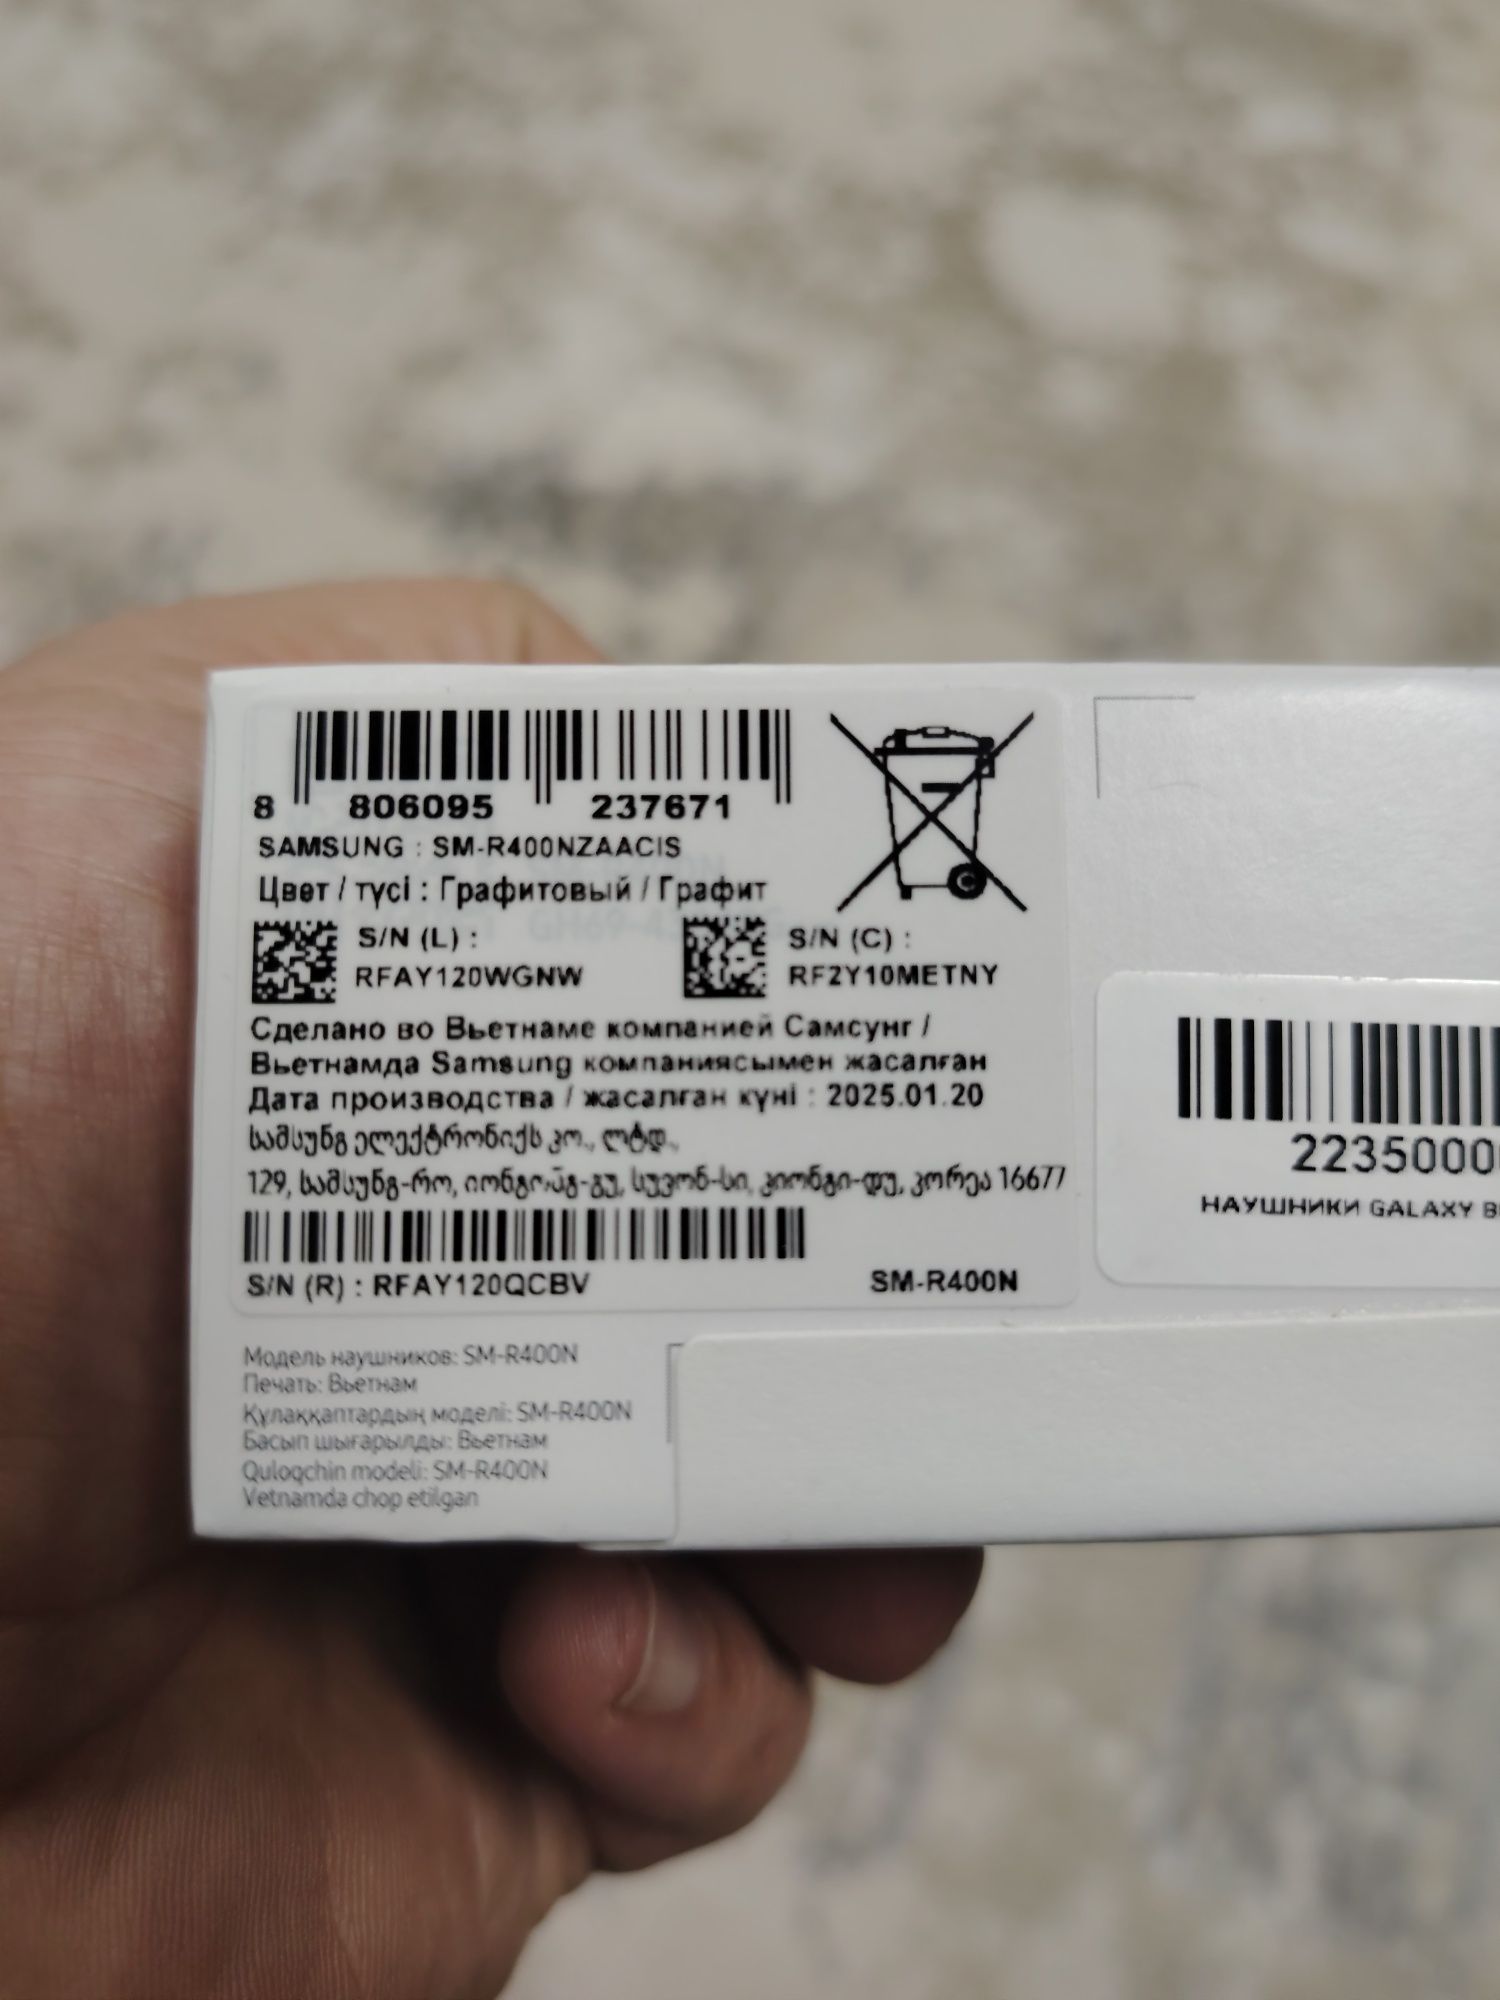 8 806095 237671
SAMSUNG : SM-R400NZAACIS
Цвет / түсі : Графитовый / Графит
S/N (L) :
RFAY120WGNW
S/N (C) :
RF2Y10METNY
Сделано во Вьетнаме компанией Самсунг /
Вьетнамда Samsung компаниясымен жасалған
Дата производства / жасалған күні : 2025.01.20
სამსუნგ ელექტრონიქს კო., ლტდ.,
129, სამსუნგ-რო, იონგტონგ-გუ, სუვონ-სი, კიონგი-დუ, კორეა 16677
S/N (R) : RFAY120QCBV
SM-R400N
Модель наушников: SM-R400N
Печать: Вьетнам
Құлаққаптардың моделі: SM-R400N
Басып шығарылды: Вьетнам
Quloqchin modeli: SM-R400N
Vetnamda chop etilgan
2235000
НАУШНИКИ GALAXY